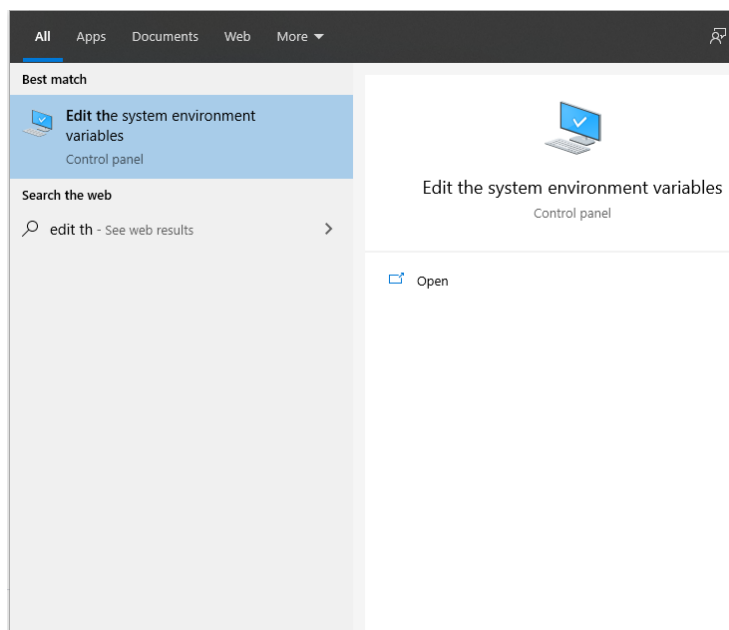 All Apps Documents Web More
Best match
Edit the system environment
variables
Control panel
Search the web
edit th - See web results
Edit the system environment variables
Control panel
Open